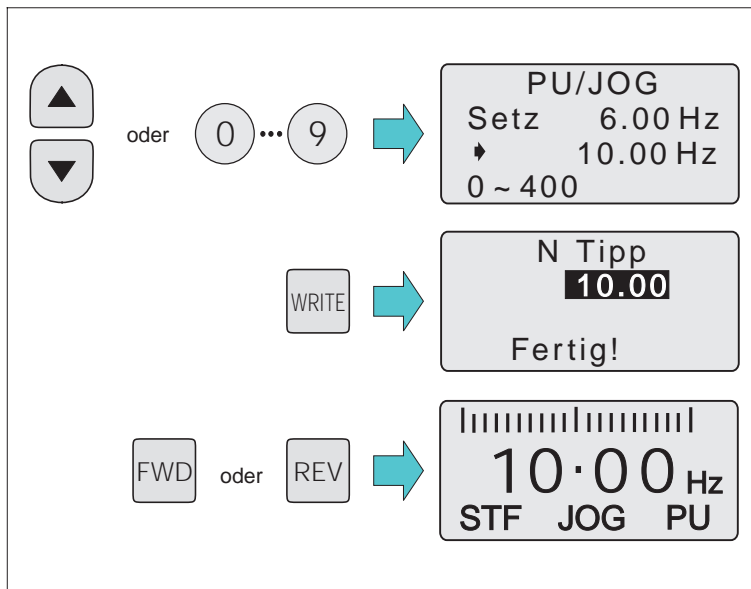 oder 0 ••• 9
PU/JOG
Setz 6.00 Hz
10.00 Hz
0 ~ 400
WRITE
N Tipp
10.00
Fertig!
FWD oder REV
10·00 Hz
STF JOG PU